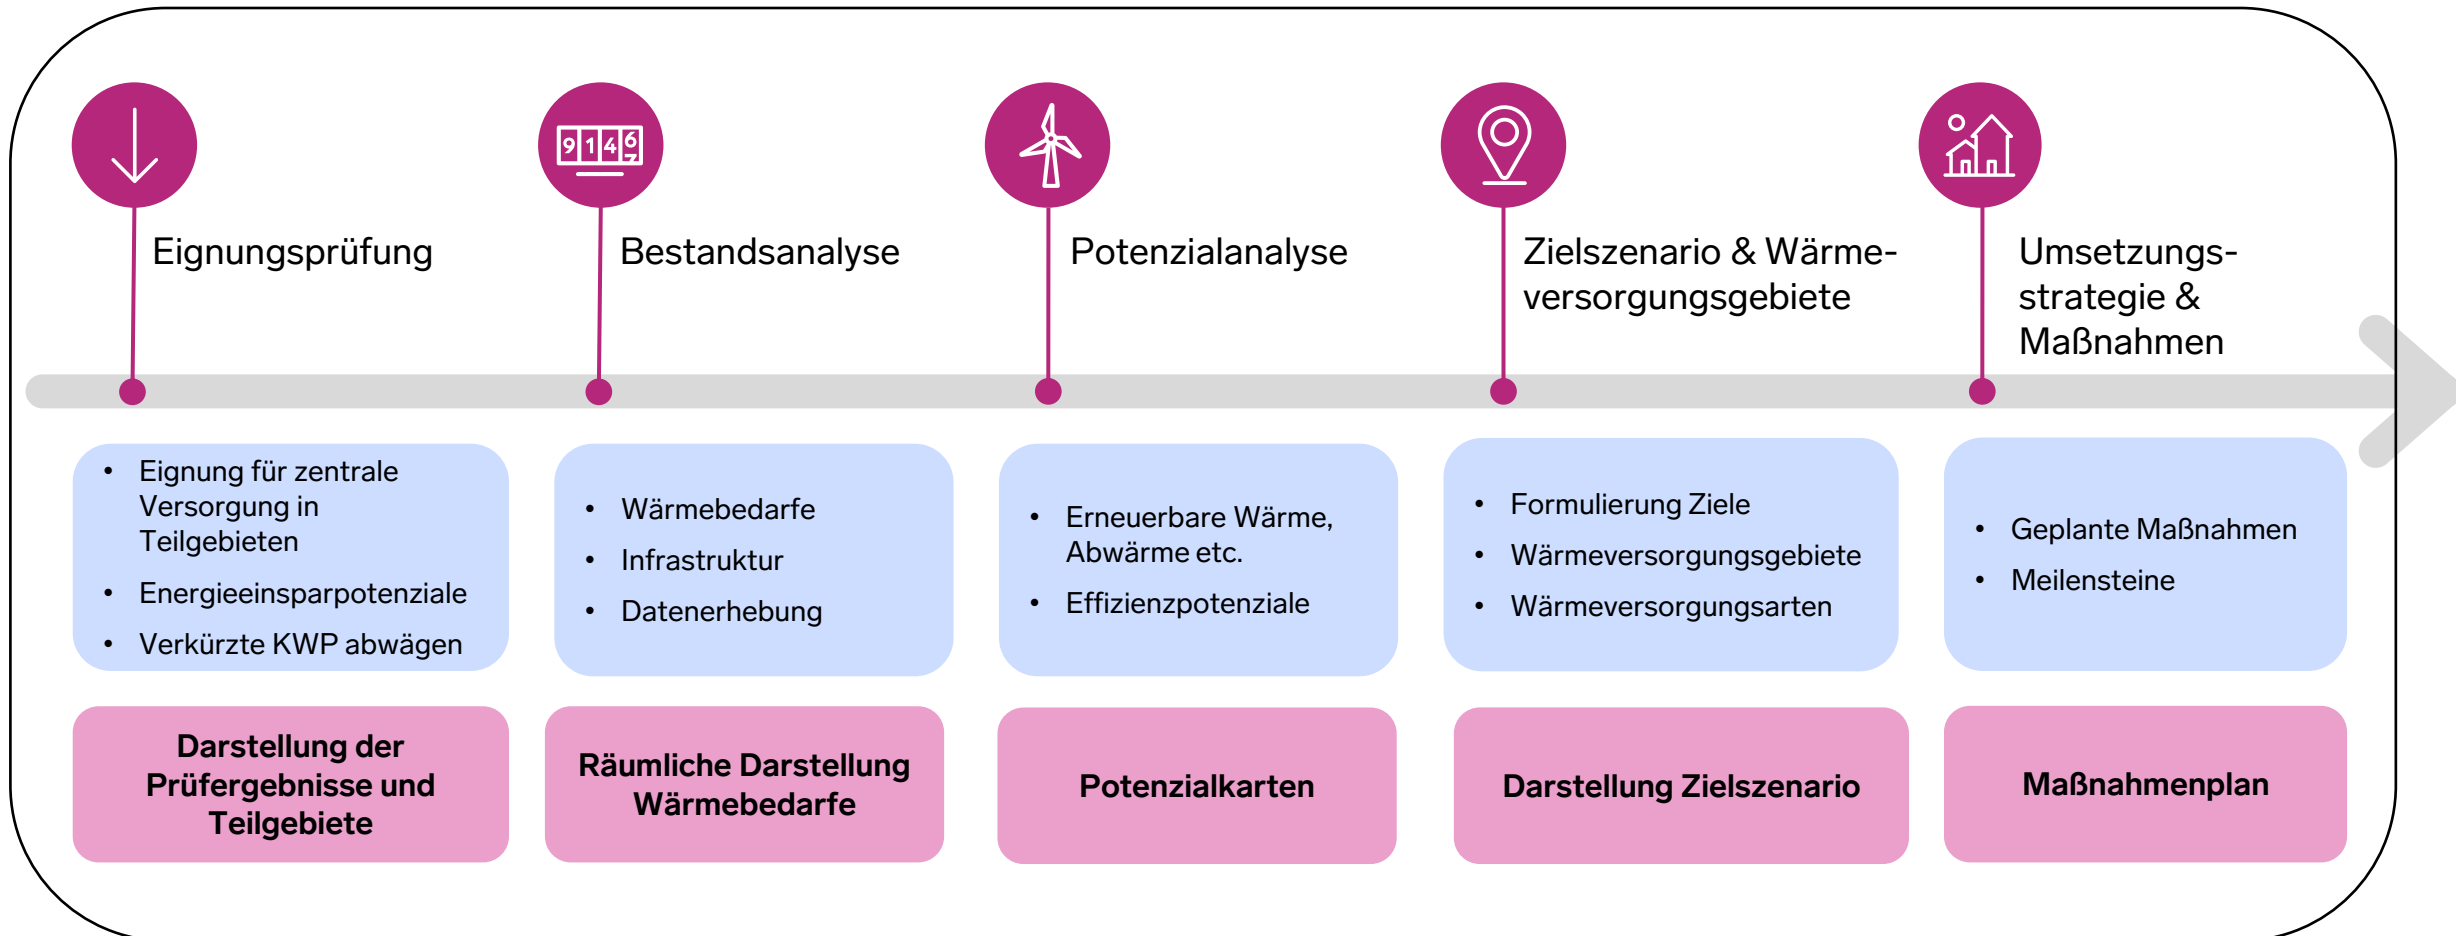 9146
7
Eignungsprüfung
Bestandsanalyse
Potenzialanalyse
Zielszenario & Wärme-
versorgungsgebiete
Umsetzungs-
strategie &
Maßnahmen
• Eignung für zentrale
Versorgung in
Teilgebieten
• Energieeinsparpotenziale
• Verkürzte KWP abwägen
• Wärmebedarfe
• Infrastruktur
• Datenerhebung
• Erneuerbare Wärme,
Abwärme etc.
• Effizienzpotenziale
• Formulierung Ziele
• Wärmeversorgungsgebiete
• Wärmeversorgungsarten
• Geplante Maßnahmen
• Meilensteine
Darstellung der
Prüfergebnisse und
Teilgebiete
Räumliche Darstellung
Wärmebedarfe
Potenzialkarten
Darstellung Zielszenario
Maßnahmenplan